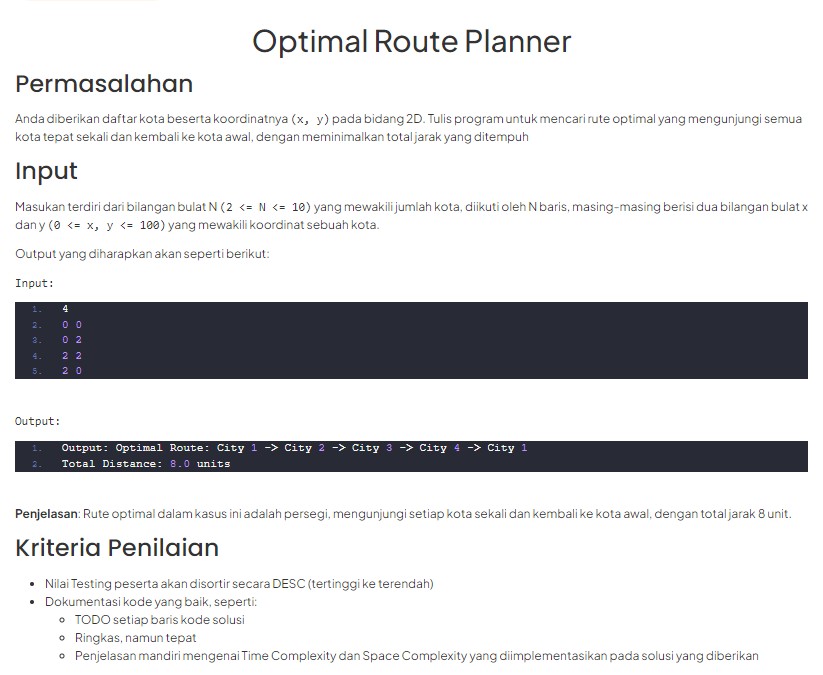 Optimal Route Planner
Permasalahan
Anda diberikan daftar kota beserta koordinatnya (x, y) pada bidang 2D. Tulis program untuk mencari rute optimal yang mengunjungi semua
kota tepat sekali dan kembali ke kota awal, dengan meminimalkan total jarak yang ditempuh
Input
Masukan terdiri dari bilangan bulat N (2 <= N <= 10) yang mewakili jumlah kota, diikuti oleh N baris, masing-masing berisi dua bilangan bulat x
dan y (0 <= x, y <= 100) yang mewakili koordinat sebuah kota.
Output yang diharapkan akan seperti berikut:
Input:
1. 4
2. 0 0
3. 0 2
4. 2 2
5. 2 0
Output:
1. Output: Optimal Route: City 1 -> City 2 -> City 3 -> City 4 -> City 1
2. Total Distance: 8.0 units
Penjelasan: Rute optimal dalam kasus ini adalah persegi, mengunjungi setiap kota sekali dan kembali ke kota awal, dengan total jarak 8 unit.
Kriteria Penilaian
• Nilai Testing peserta akan disortir secara DESC (tertinggi ke terendah)
• Dokumentasi kode yang baik, seperti:
○ TODO setiap baris kode solusi
○ Ringkas, namun tepat
○ Penjelasan mandiri mengenai Time Complexity dan Space Complexity yang diimplementasikan pada solusi yang diberikan